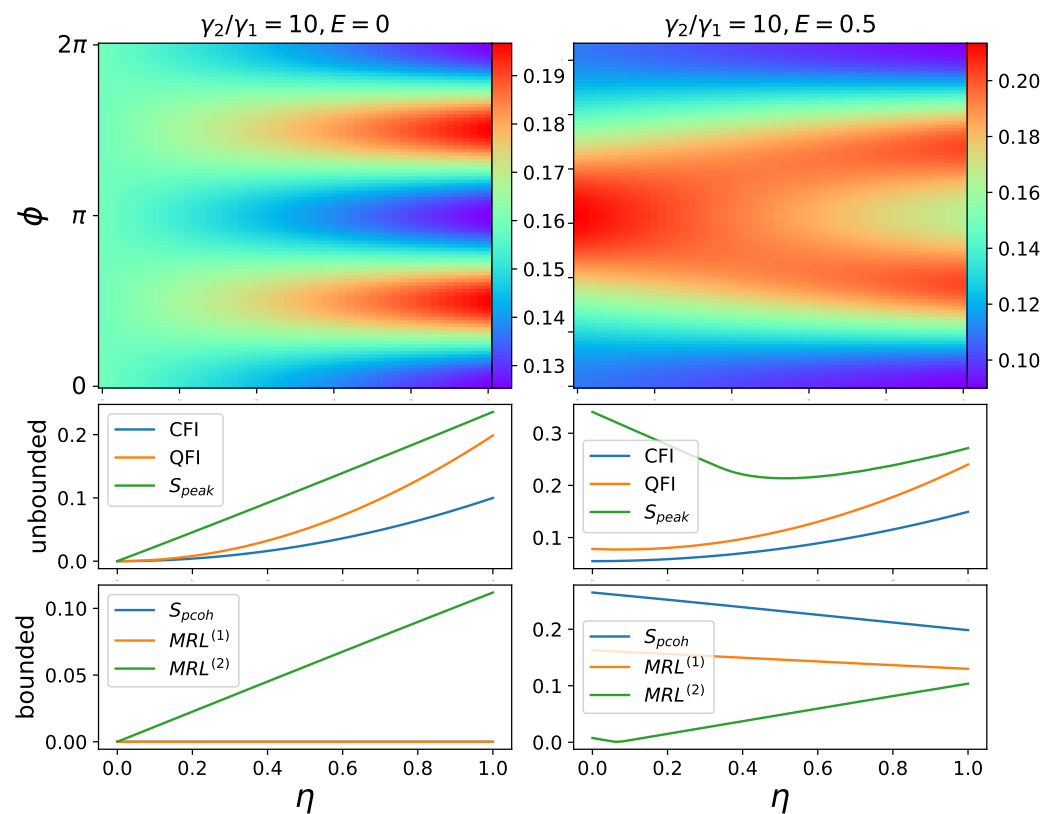 γ₂/γ₁ = 10, E = 0
γ₂/γ₁ = 10, E = 0.5
2π
π
0
ϕ
0.19
0.18
0.17
0.16
0.15
0.14
0.13
0.20
0.18
0.16
0.14
0.12
0.10
unbounded
0.2
0.1
0.0
CFI
QFI
S_peak
0.3
0.2
0.1
CFI
QFI
S_peak
bounded
0.10
0.05
0.00
S_pcoh
MRL⁽¹⁾
MRL⁽²⁾
0.2
0.1
0.0
S_pcoh
MRL⁽¹⁾
MRL⁽²⁾
0.0 0.2 0.4 0.6 0.8 1.0
0.0 0.2 0.4 0.6 0.8 1.0
η
η